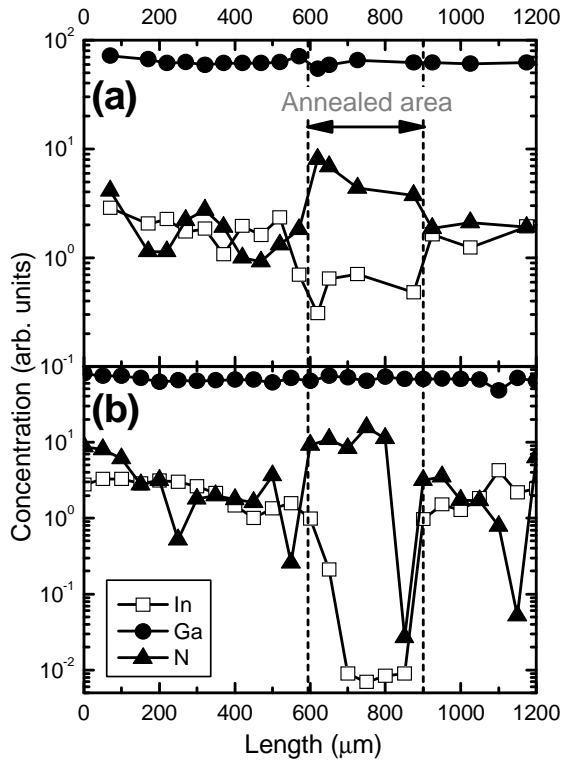 0 200 400 600 800 1000 1200
10^2
(a)
Annealed area
10^1
10^0
10^-1
Concentration (arb. units)
(b)
10^1
10^0
10^-1
10^-2
In
Ga
N
0 200 400 600 800 1000 1200
Length (μm)